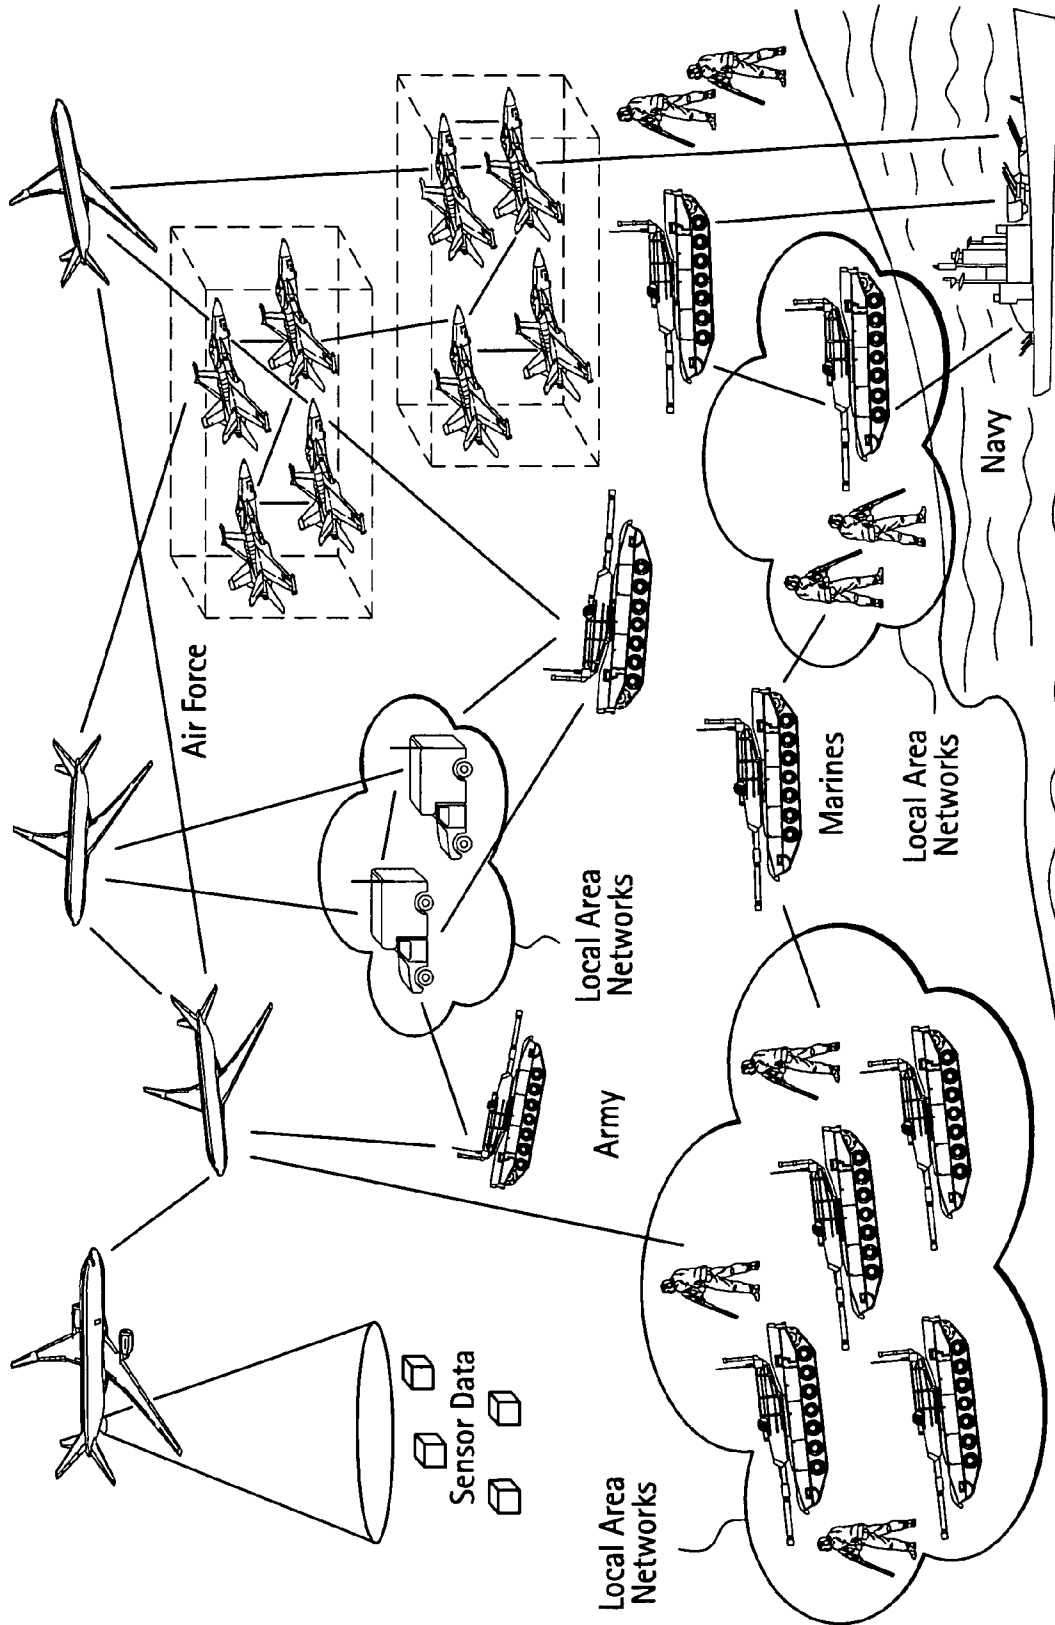 Sensor Data
Air Force
Army
Local Area
Networks
Local Area
Networks
Marines
Local Area
Networks
Navy